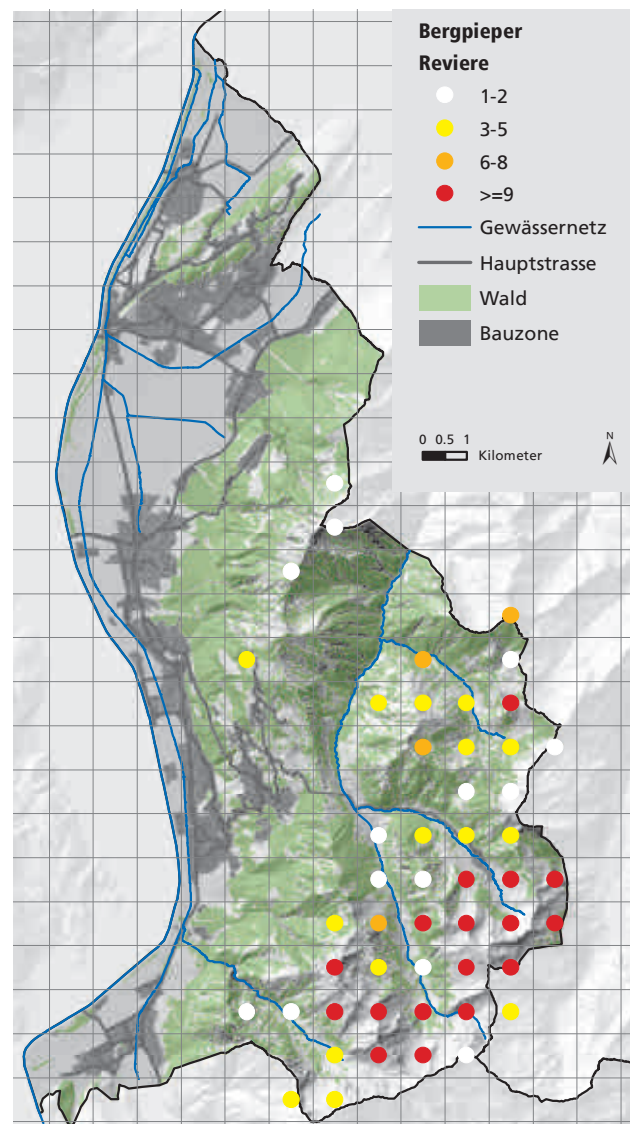 Bergpieper
Reviere
1-2
3-5
6-8
>=9
Gewässernetz
Hauptstrasse
Wald
Bauzone
0 0.5 1 Kilometer
N